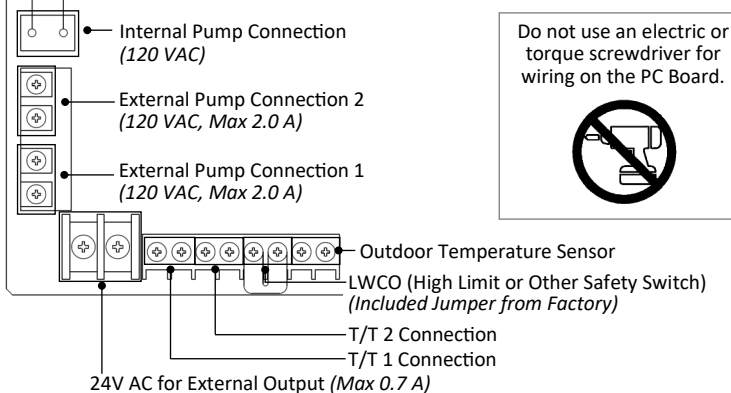 Internal Pump Connection
(120 VAC)
External Pump Connection 2
(120 VAC, Max 2.0 A)
External Pump Connection 1
(120 VAC, Max 2.0 A)
Outdoor Temperature Sensor
LWCO (High Limit or Other Safety Switch)
(Included Jumper from Factory)
T/T 2 Connection
T/T 1 Connection
24V AC for External Output (Max 0.7 A)
Do not use an electric or
torque screwdriver for
wiring on the PC Board.